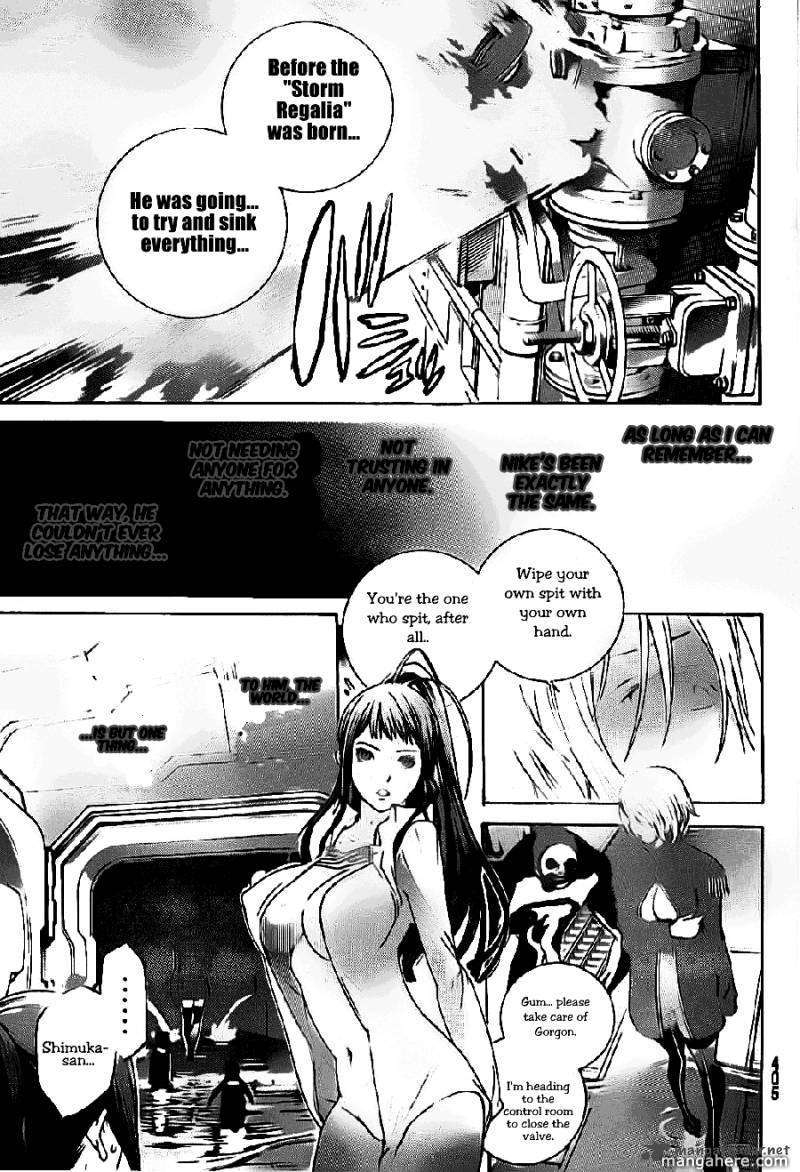 Before the
"Storm
Regalia"
was born...
He was going...
to try and sink
everything...
AS LONG AS I CAN
REMEMBER...
NIKE'S BEEN
EXACTLY
THE SAME.
NOT
TRUSTING IN
ANYONE.
NOT NEEDING
ANYONE FOR
ANYTHING.
THAT WAY, HE
COULDN'T EVER
LOSE ANYTHING...
Wipe your
own spit with
your own
hand.
You're the one
who spit, after
all..
TO HIM, THE
WORLD...
...IS BUT ONE
THING...
Gum... please
take care of
Gorgon.
I'm heading
to the
control room
to close the
valve.
......
Shimuka-
san...
405
mangahere.com